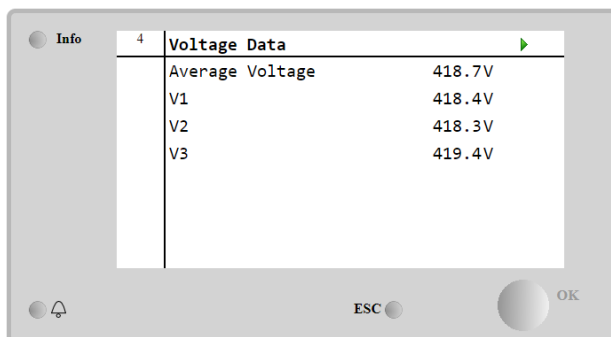 Info
4 Voltage Data
Average Voltage 418.7V
V1 418.4V
V2 418.3V
V3 419.4V
ESC OK